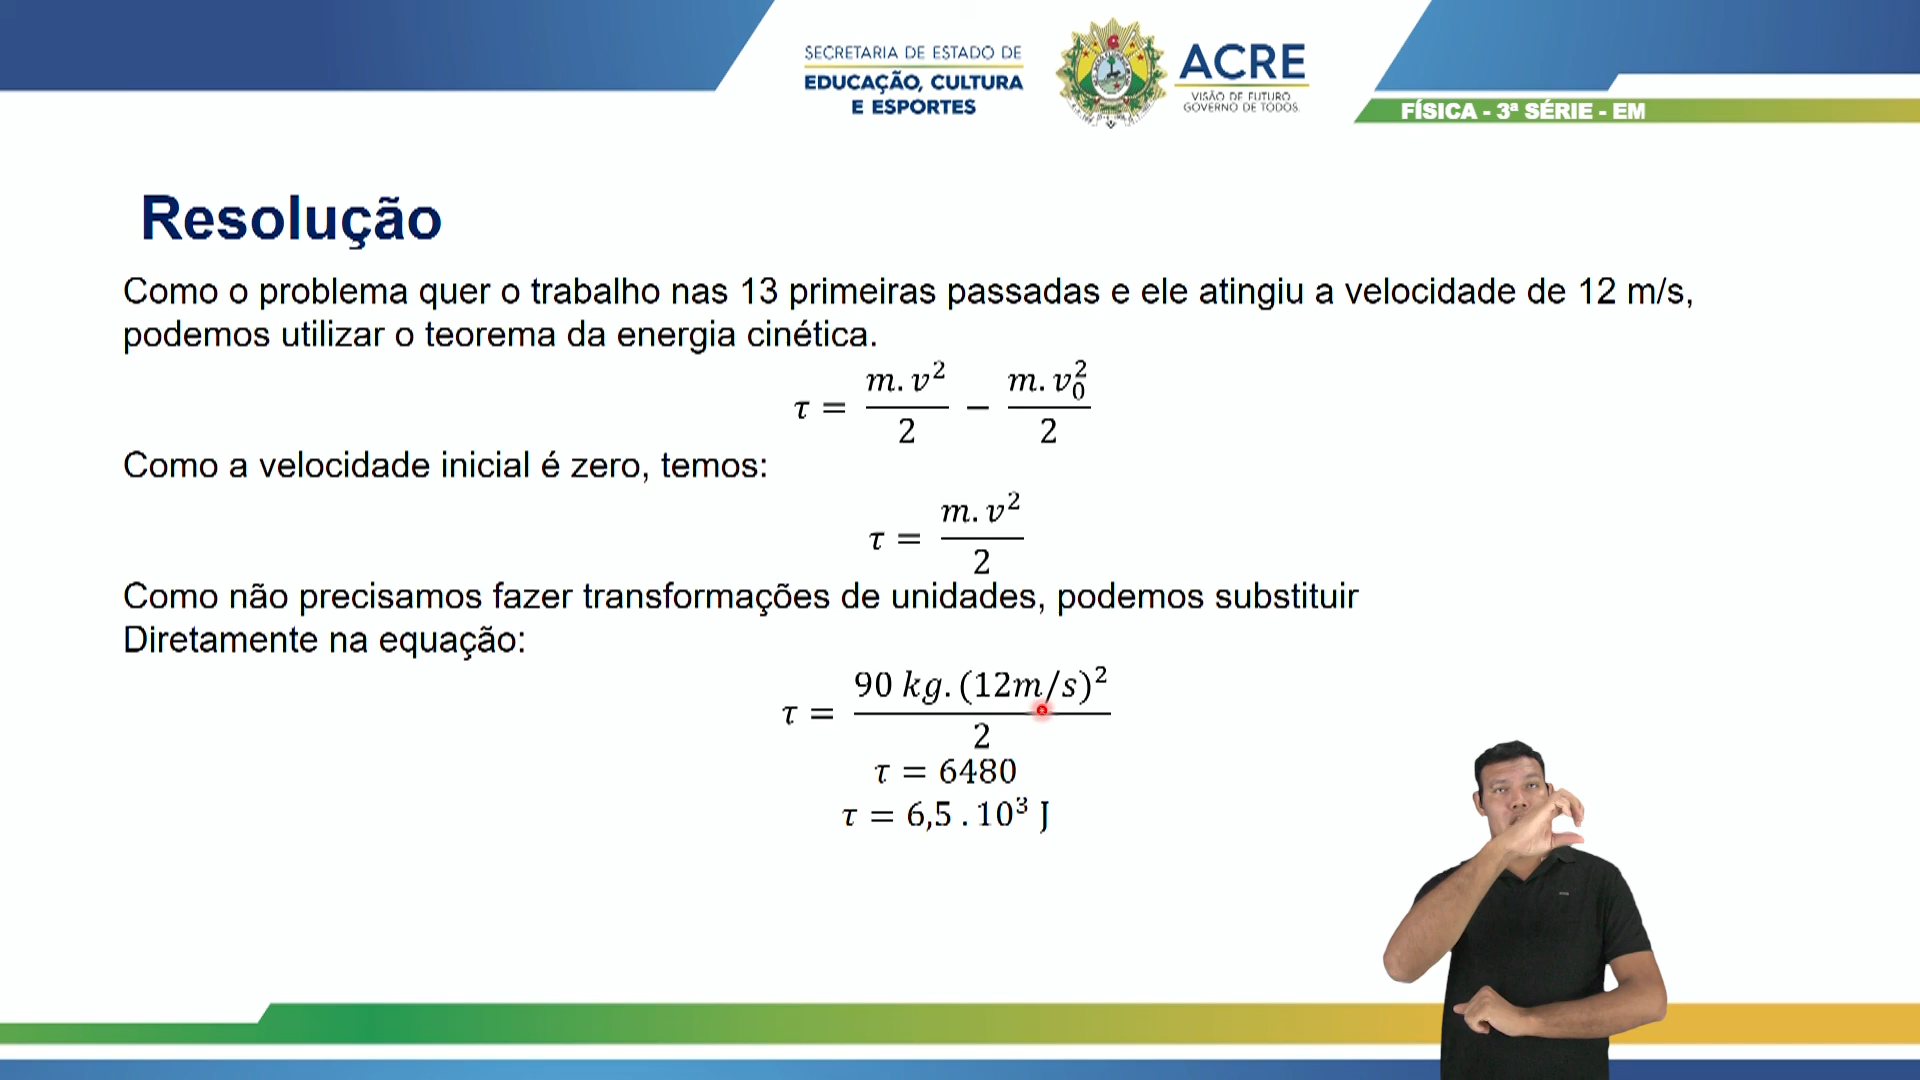 SECRETARIA DE ESTADO DE
EDUCAÇÃO, CULTURA
E ESPORTES
ACRE
VISÃO DE FUTURO
GOVERNO DE TODOS
FÍSICA - 3ª SÉRIE - EM
Resolução
Como o problema quer o trabalho nas 13 primeiras passadas e ele atingiu a velocidade de 12 m/s,
podemos utilizar o teorema da energia cinética.
τ = m. v²/2 − m. v₀²/2
Como a velocidade inicial é zero, temos:
τ = m. v²/2
Como não precisamos fazer transformações de unidades, podemos substituir
Diretamente na equação:
τ = 90 kg. (12m/s)²/2
τ = 6480
τ = 6,5 . 10³ J